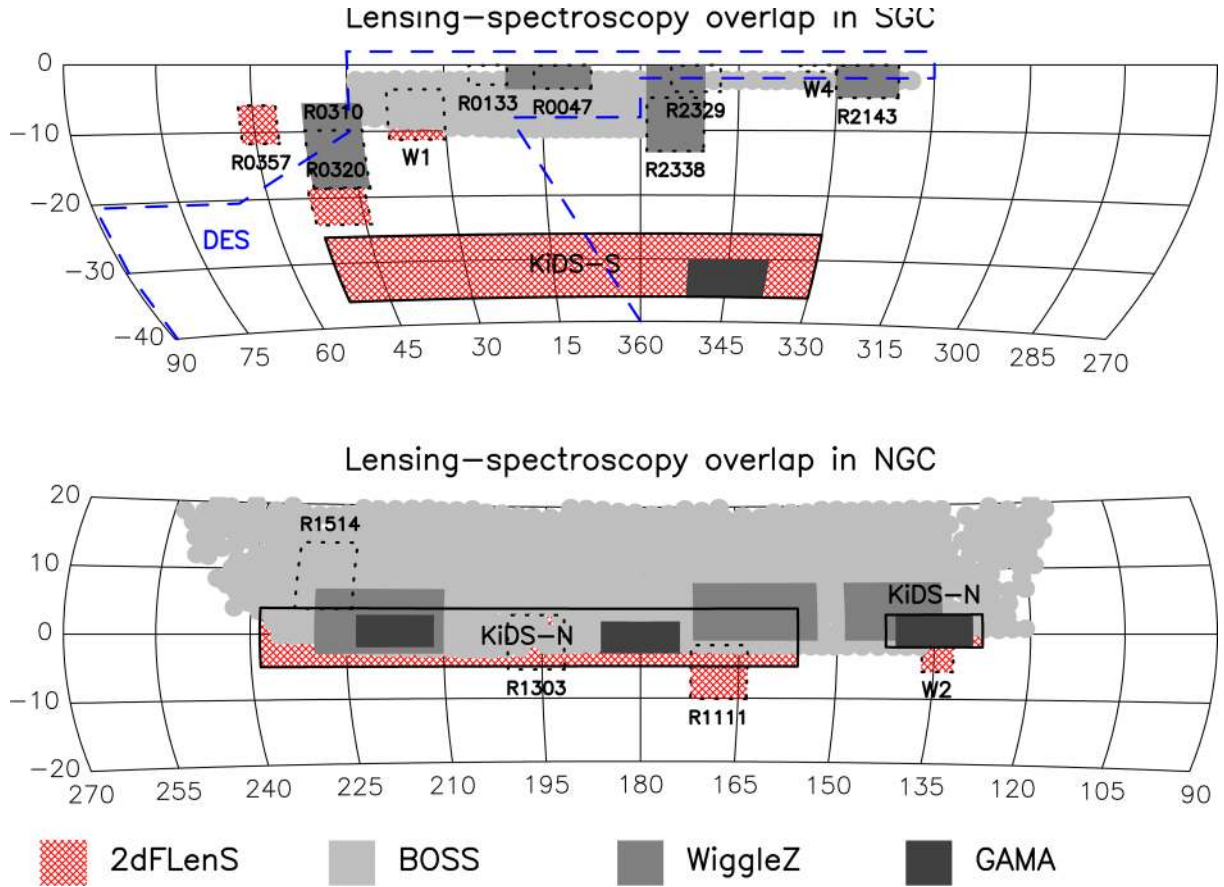 Lensing-spectroscopy overlap in SGC
0
-10
-20
-30
-40
R0133 R0047 R2329 W4
R0310 R2143
R0357 W1
R0320 R2338
DES
KiDS-S
90 75 60 45 30 15 360 345 330 315 300 285 270
Lensing-spectroscopy overlap in NGC
20
10
0
-10
-20
R1514
KiDS-N
KiDS-N
R1303 W2
R1111
270 255 240 225 210 195 180 165 150 135 120 105 90
2dFLenS BOSS WiggleZ GAMA